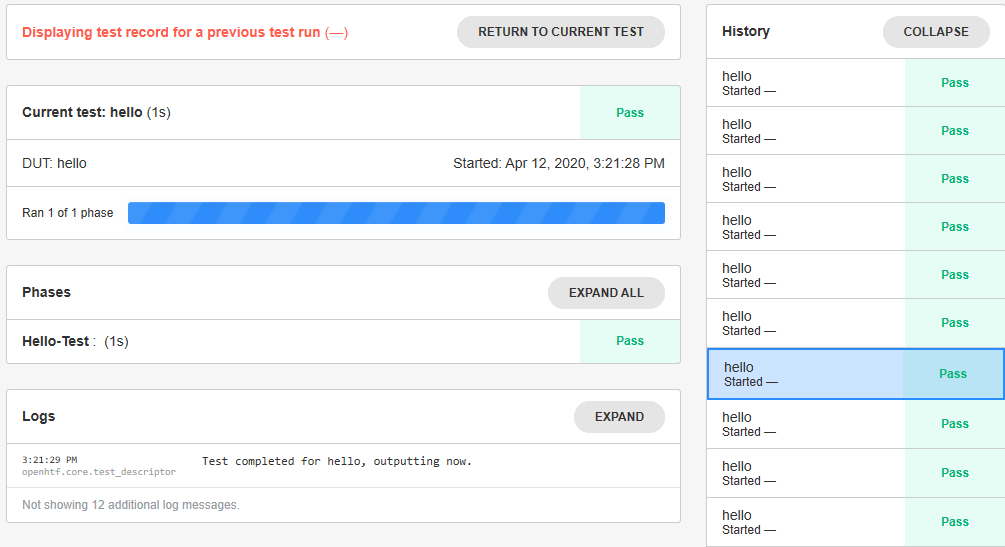 Displaying test record for a previous test run (—)
RETURN TO CURRENT TEST
Current test: hello (1s)
Pass
DUT: hello
Started: Apr 12, 2020, 3:21:28 PM
Ran 1 of 1 phase
Phases
EXPAND ALL
Hello-Test : (1s)
Pass
Logs
EXPAND
3:21:29 PM
openhtf.core.test_descriptor
Test completed for hello, outputting now.
Not showing 12 additional log messages.
History
COLLAPSE
hello
Started —
Pass
hello
Started —
Pass
hello
Started —
Pass
hello
Started —
Pass
hello
Started —
Pass
hello
Started —
Pass
hello
Started —
Pass
hello
Started —
Pass
hello
Started —
Pass
hello
Started —
Pass